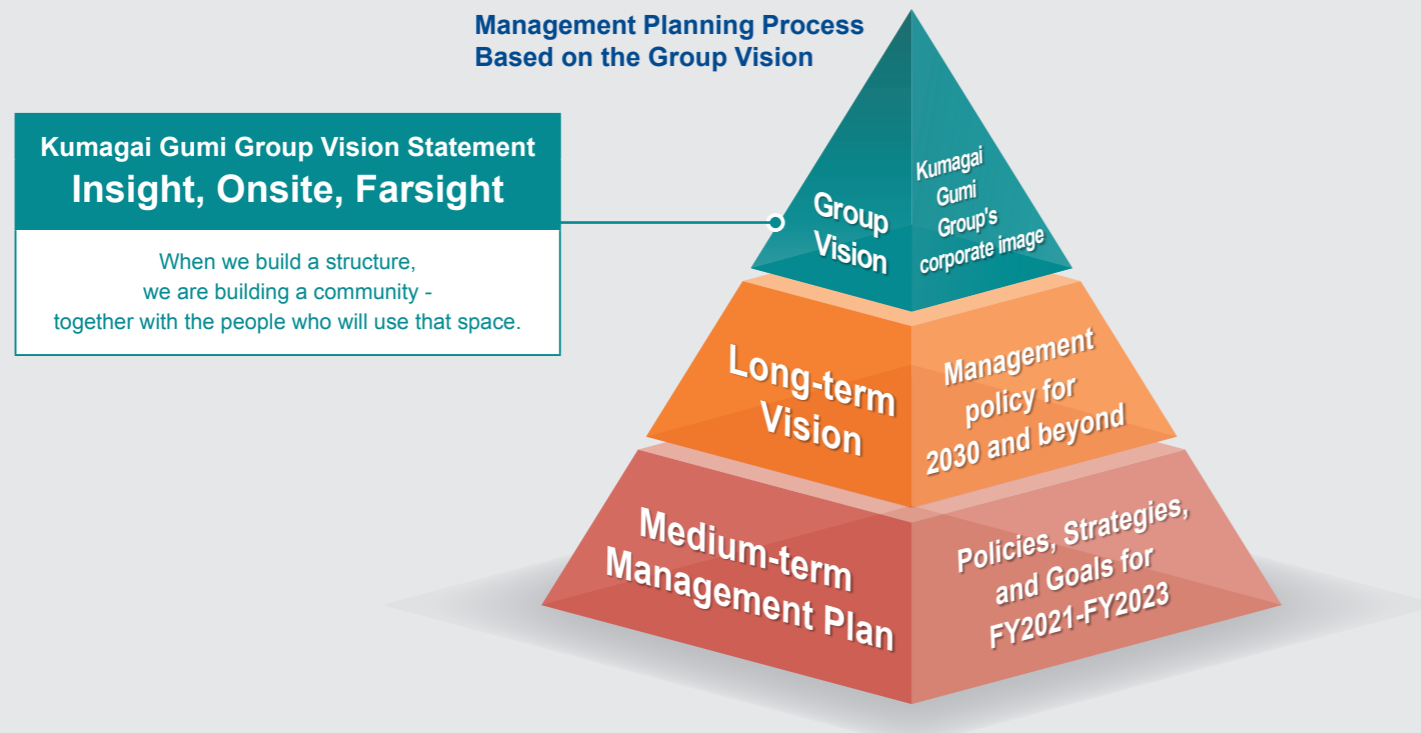 Management Planning Process
Based on the Group Vision
Kumagai Gumi Group Vision Statement
Insight, Onsite, Farsight
When we build a structure,
we are building a community -
together with the people who will use that space.
Group
Vision
Kumagai
Gumi
Group's
corporate image
Long-term
Vision
Management
policy for
2030 and beyond
Medium-term
Management Plan
Policies, Strategies,
and Goals for
FY2021-FY2023